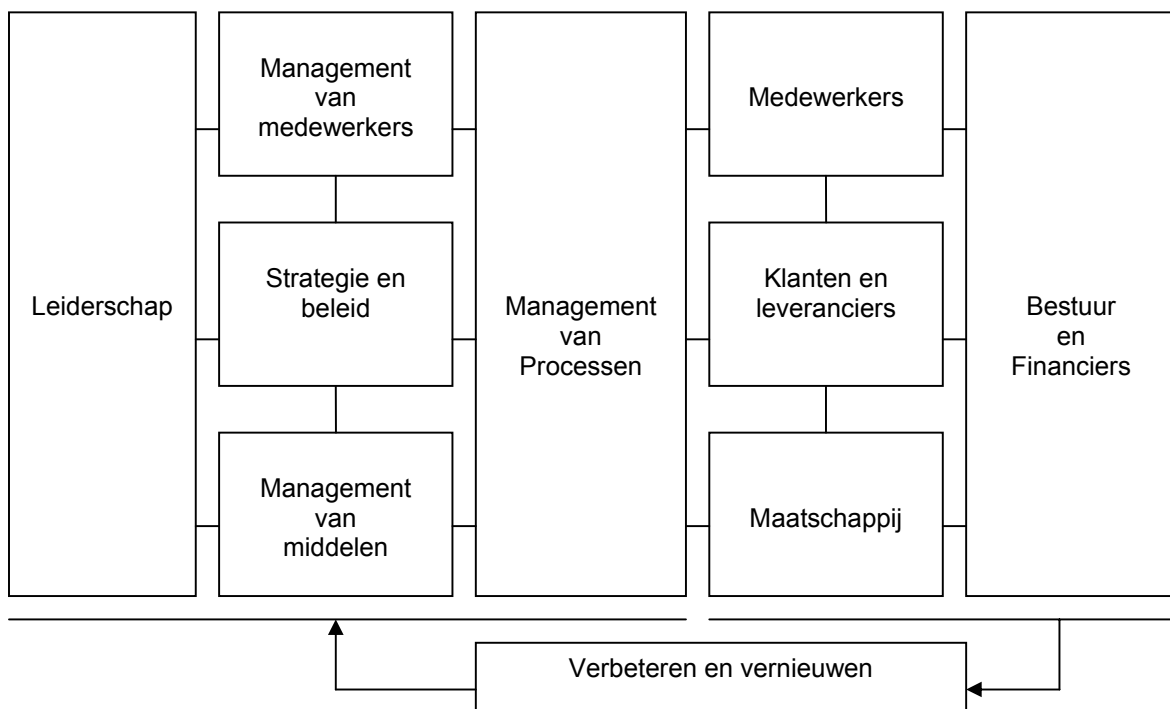 Leiderschap
Management
van
medewerkers
Strategie en
beleid
Management
van
middelen
Management
van
Processen
Medewerkers
Klanten en
leveranciers
Maatschappij
Bestuur
en
Financiers
Verbeteren en vernieuwen